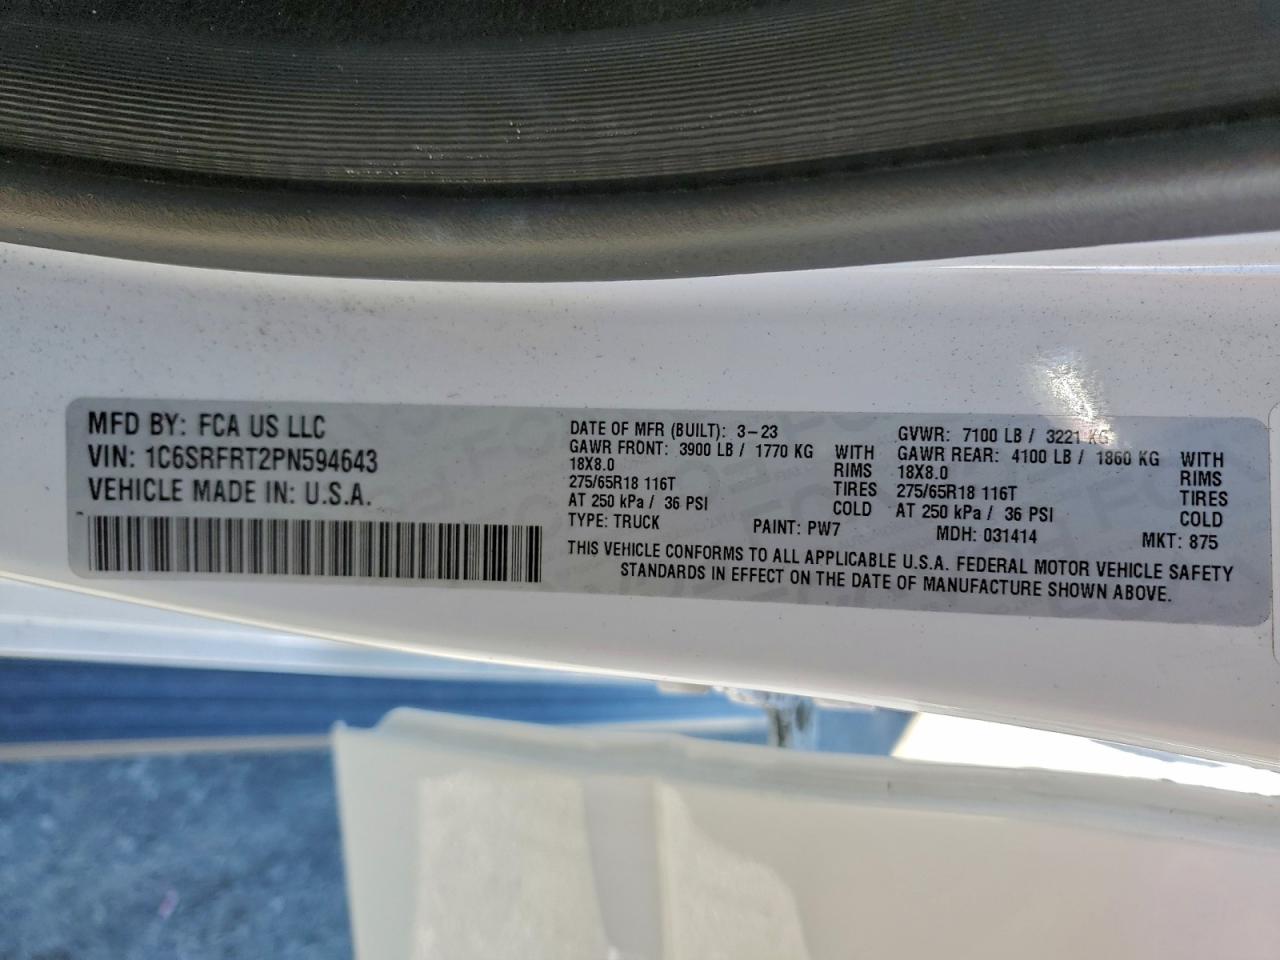 MFD BY: FCA US LLC
VIN: 1C6SRFRT2PN594643
VEHICLE MADE IN: U.S.A.
DATE OF MFR (BUILT): 3-23
GAWR FRONT: 3900 LB / 1770 KG WITH
18X8.0 RIMS
275/65R18 116T TIRES
AT 250 kPa / 36 PSI COLD
GVWR: 7100 LB / 3221 KG
GAWR REAR: 4100 LB / 1860 KG WITH
18X8.0 RIMS
275/65R18 116T TIRES
AT 250 kPa / 36 PSI COLD
TYPE: TRUCK PAINT: PW7 MDH: 031414 MKT: 875
THIS VEHICLE CONFORMS TO ALL APPLICABLE U.S.A. FEDERAL MOTOR VEHICLE SAFETY
STANDARDS IN EFFECT ON THE DATE OF MANUFACTURE SHOWN ABOVE.